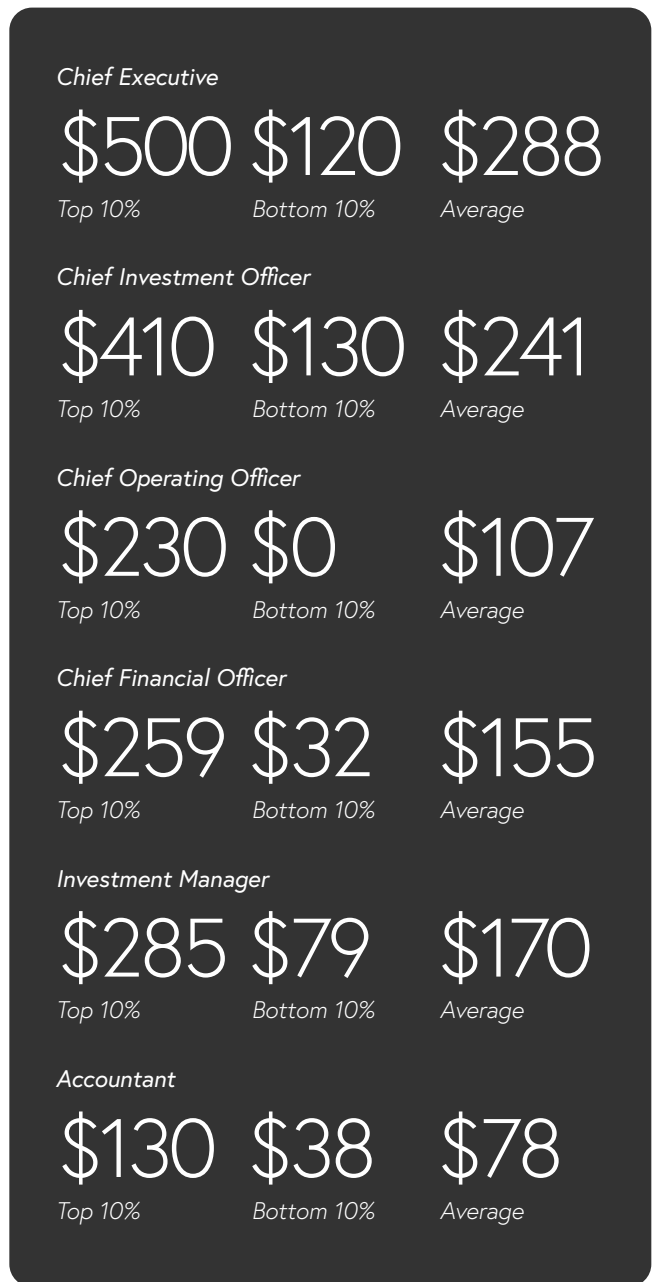 Chief Executive
$500 $120 $288
Top 10% Bottom 10% Average
Chief Investment Officer
$410 $130 $241
Top 10% Bottom 10% Average
Chief Operating Officer
$230 $0 $107
Top 10% Bottom 10% Average
Chief Financial Officer
$259 $32 $155
Top 10% Bottom 10% Average
Investment Manager
$285 $79 $170
Top 10% Bottom 10% Average
Accountant
$130 $38 $78
Top 10% Bottom 10% Average